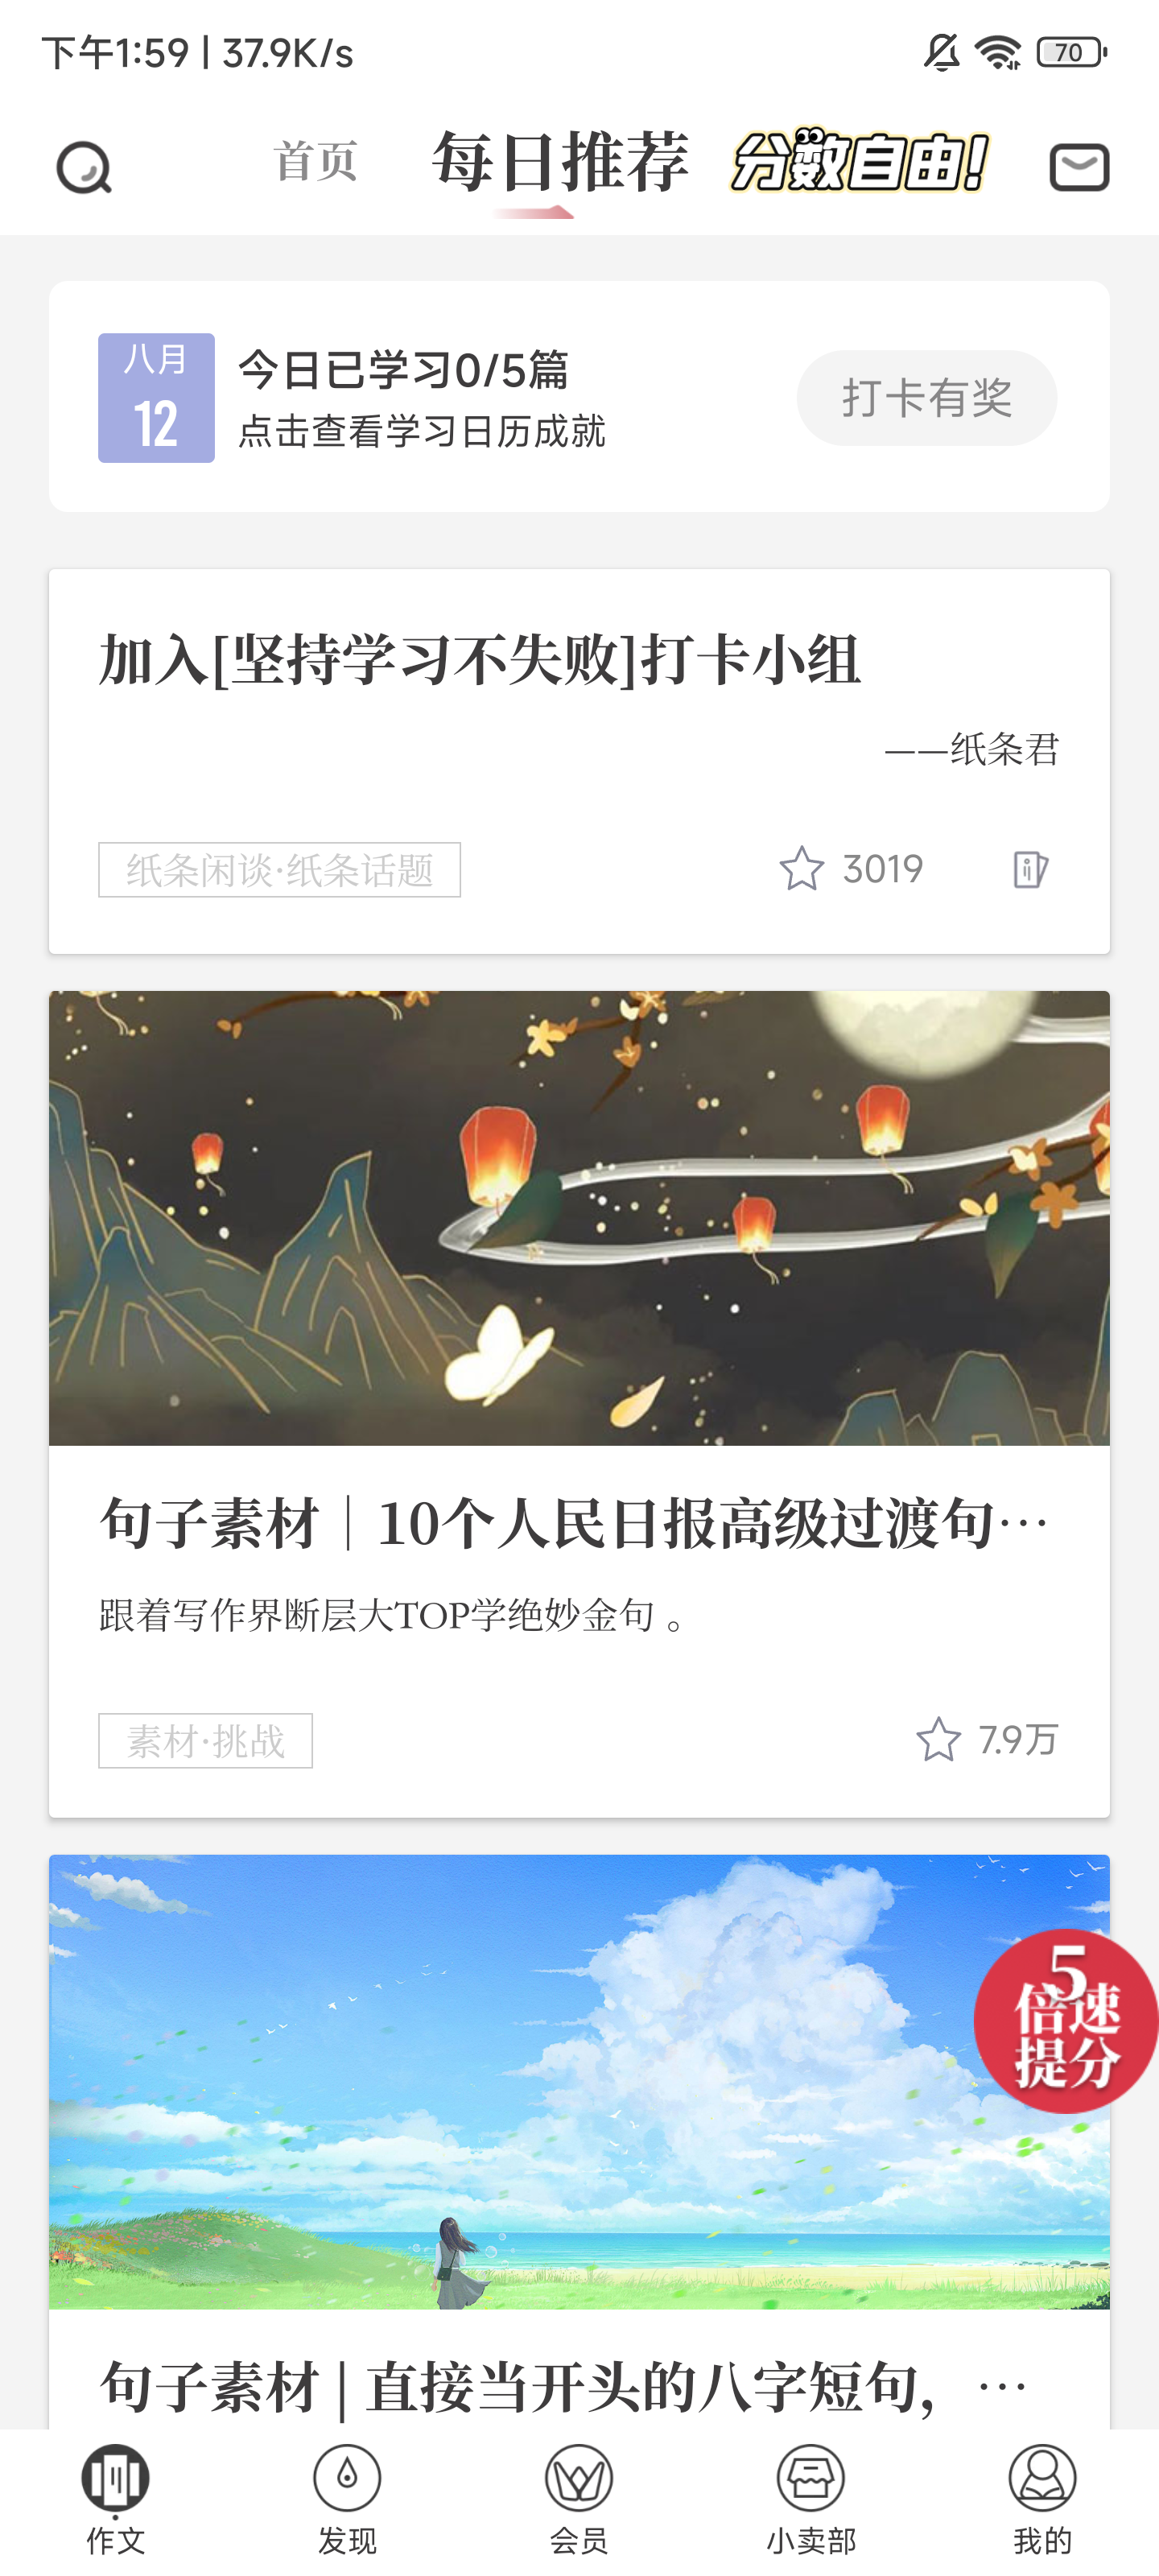 下午1:59 | 37.9K/s
70
首页
每日推荐
分数自由!
八月
12
今日已学习0/5篇
点击查看学习日历成就
打卡有奖
加入[坚持学习不失败]打卡小组
——纸条君
纸条闲谈·纸条话题
3019
句子素材｜10个人民日报高级过渡句…
跟着写作界断层大TOP学绝妙金句 。
素材·挑战
7.9万
5
倍速
提分
句子素材 | 直接当开头的八字短句，…
作文
发现
会员
小卖部
我的